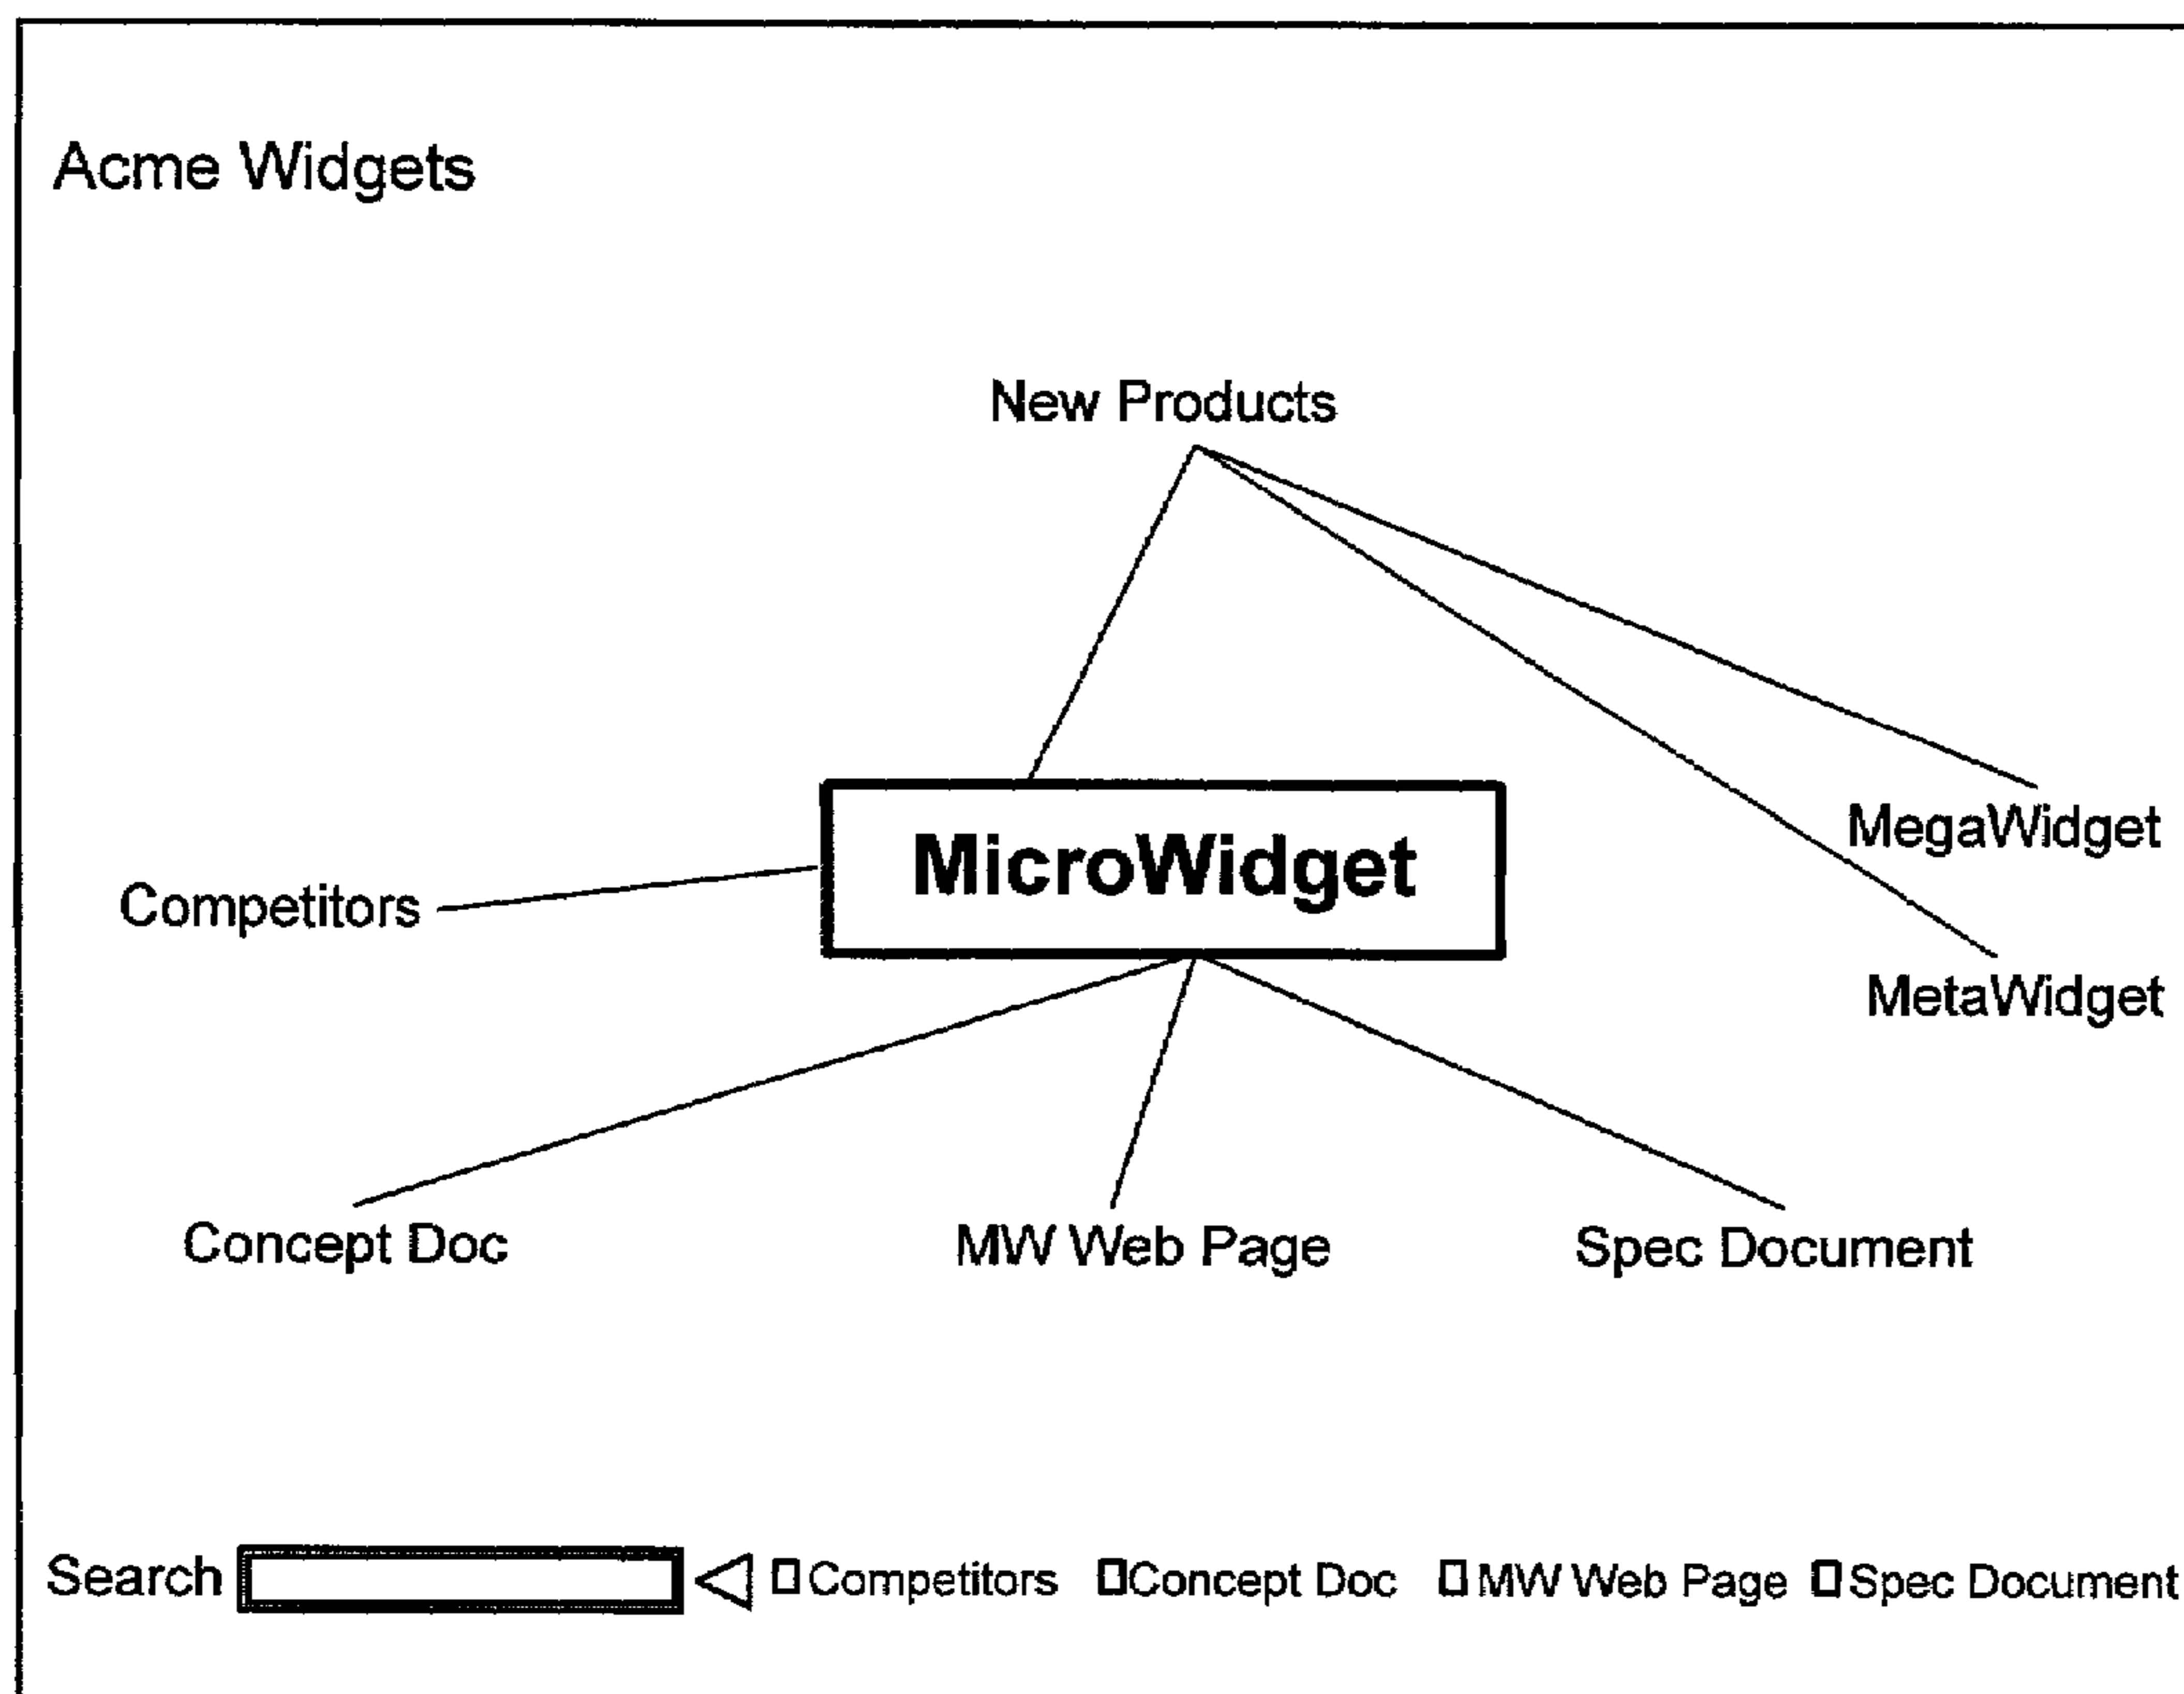 Acme Widgets
New Products
MegaWidget
MicroWidget
Competitors
MetaWidget
Concept Doc MW Web Page Spec Document
Search Competitors Concept Doc MW Web Page Spec Document